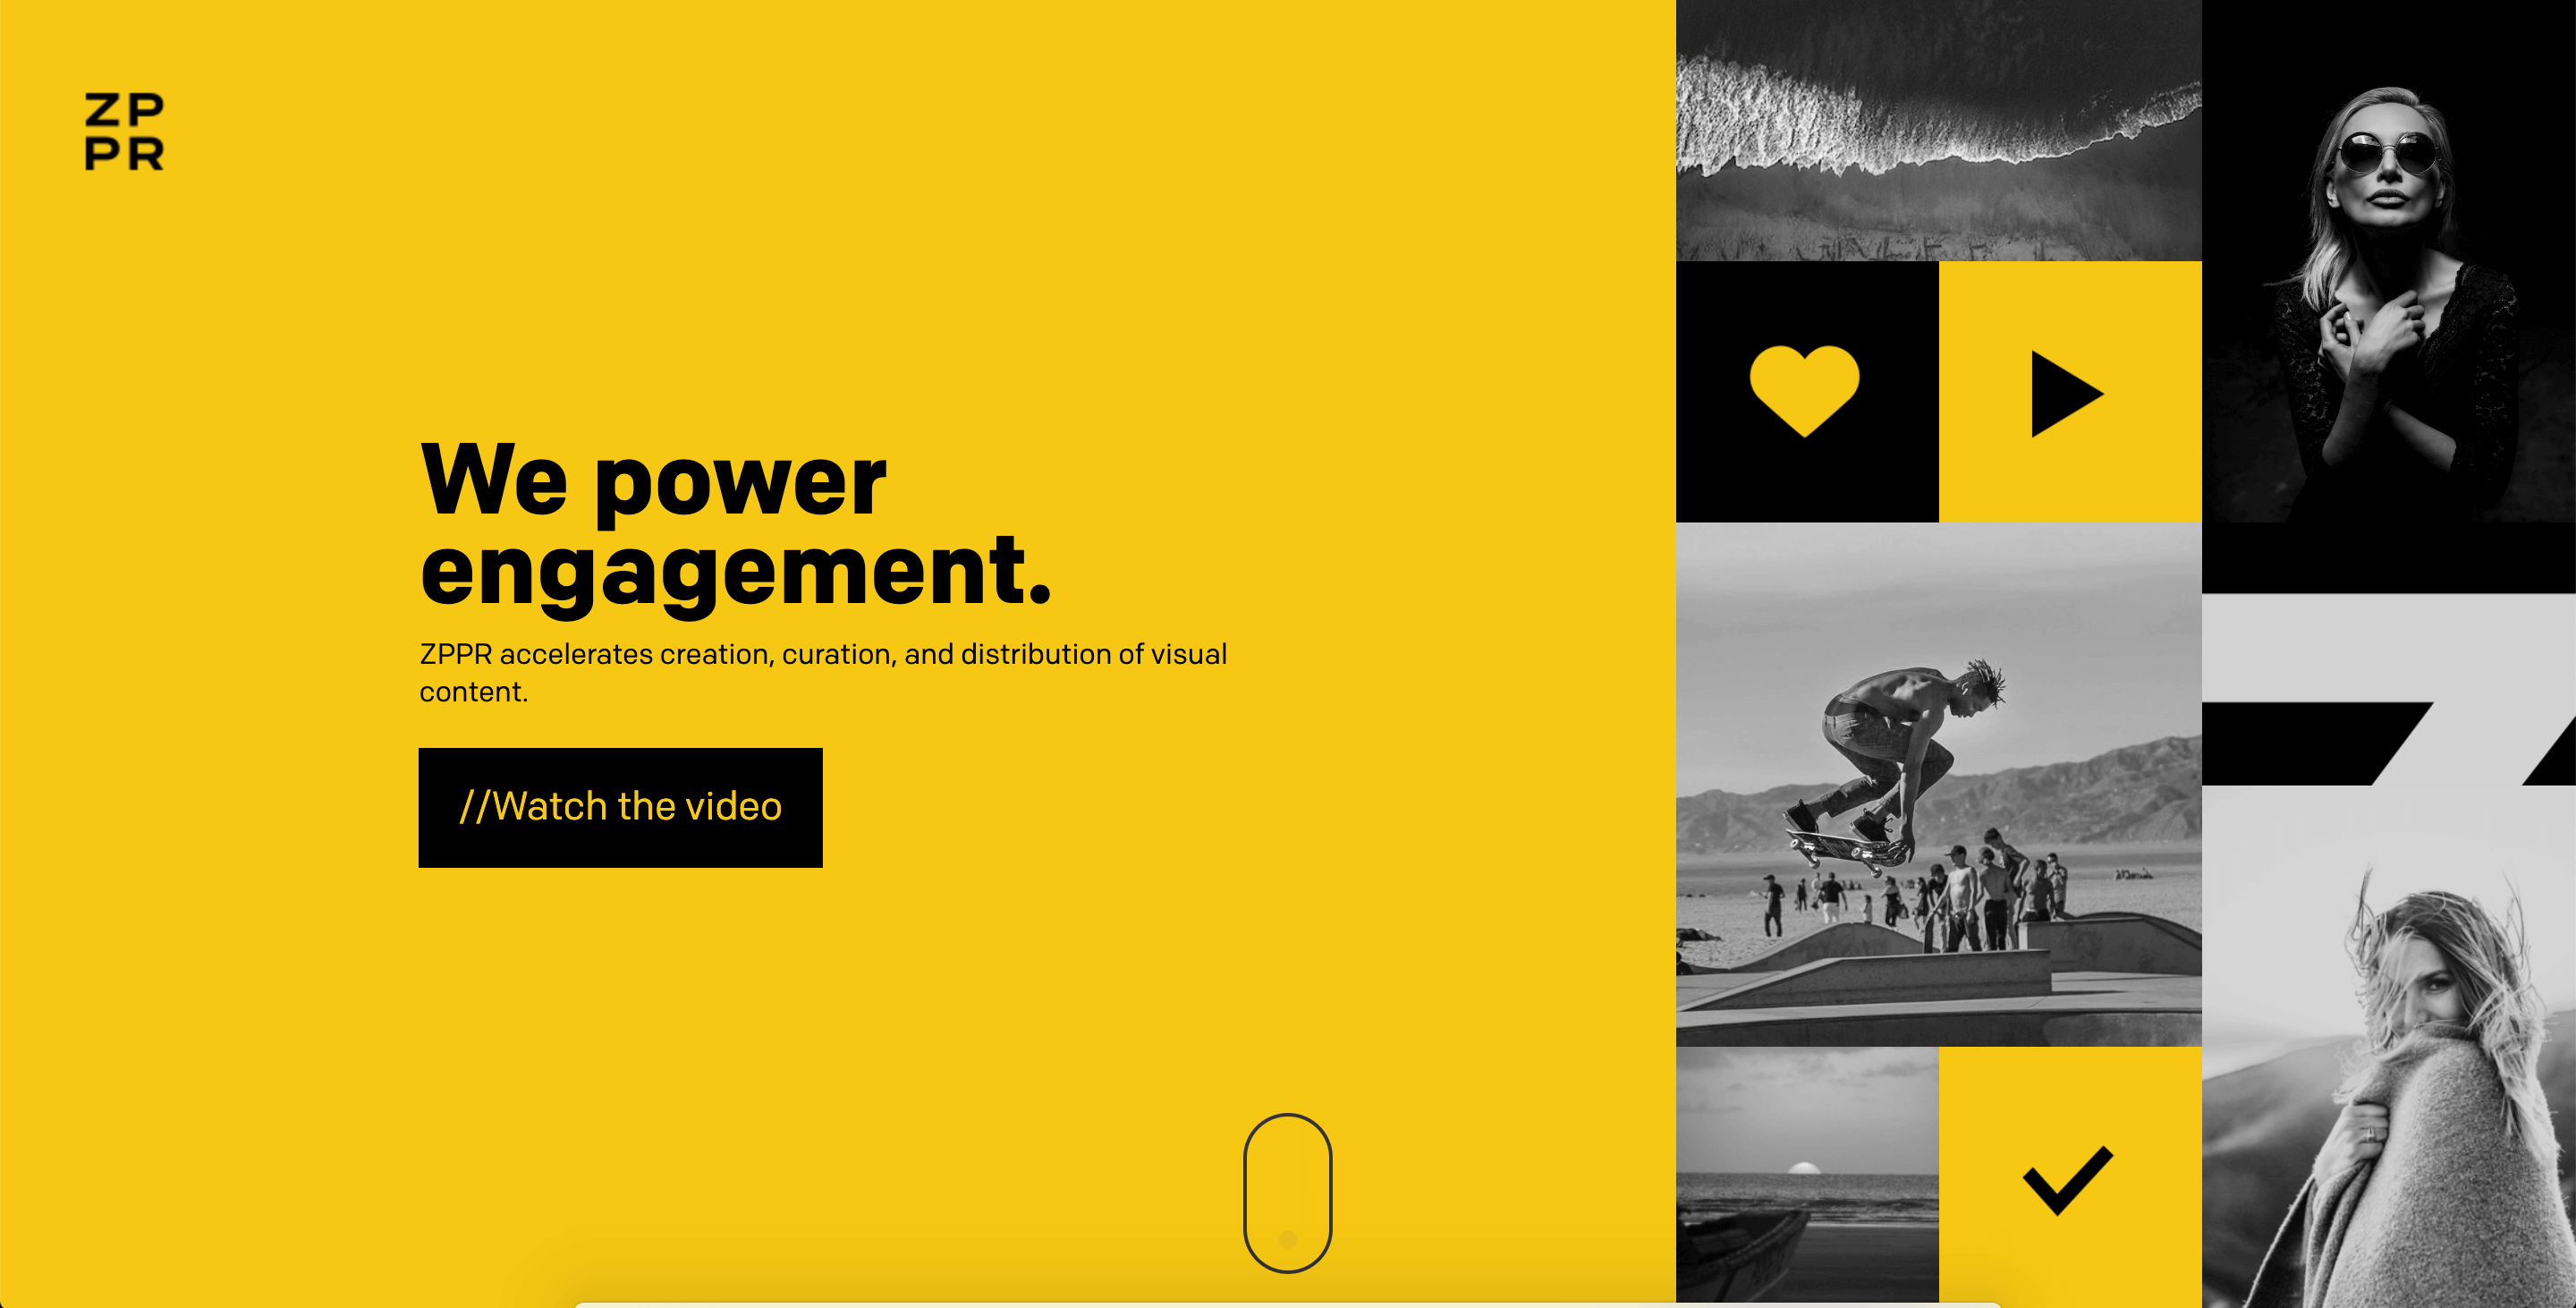 ZP
PR
We power
engagement.
ZPPR accelerates creation, curation, and distribution of visual
content.
//Watch the video